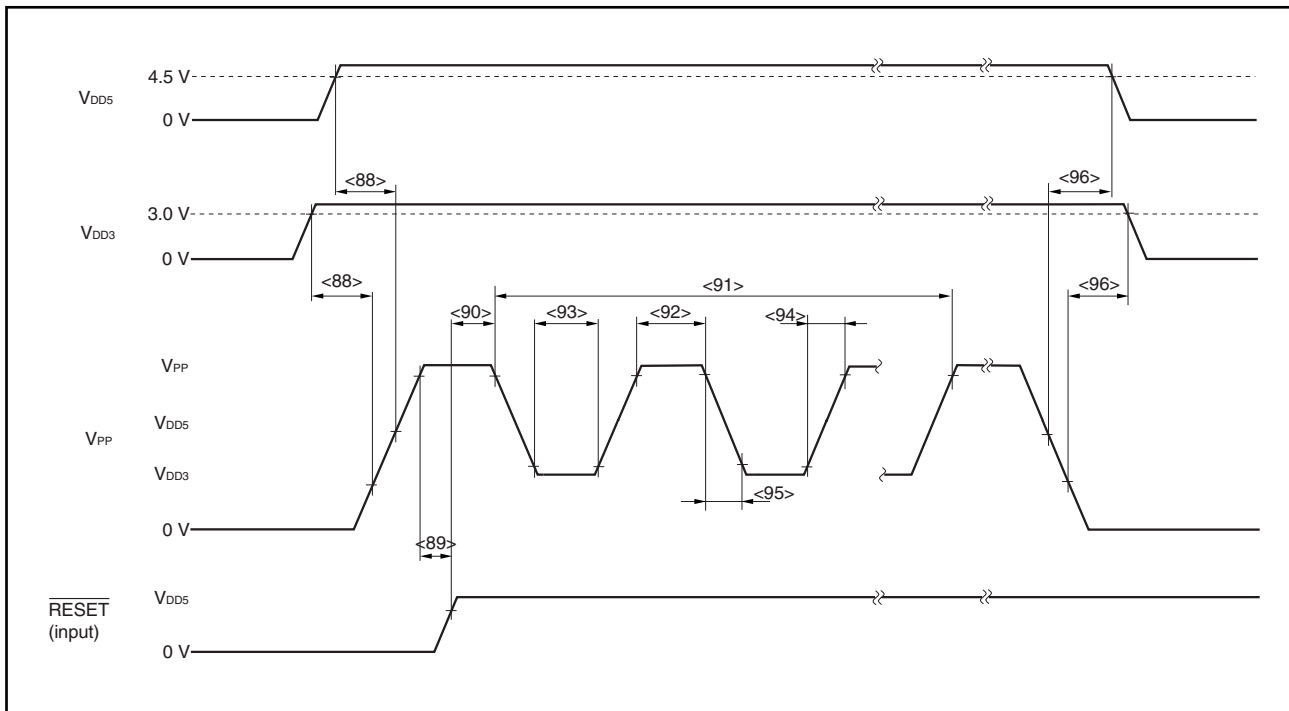 4.5 V
VDD5
0 V
<88>
<96>
3.0 V
VDD3
0 V
<88>
<91>
<96>
<90>
<93>
<92>
<94>
VPP
VDD5
VPP
VDD3
<95>
0 V
<89>
VDD5
RESET
(input)
0 V